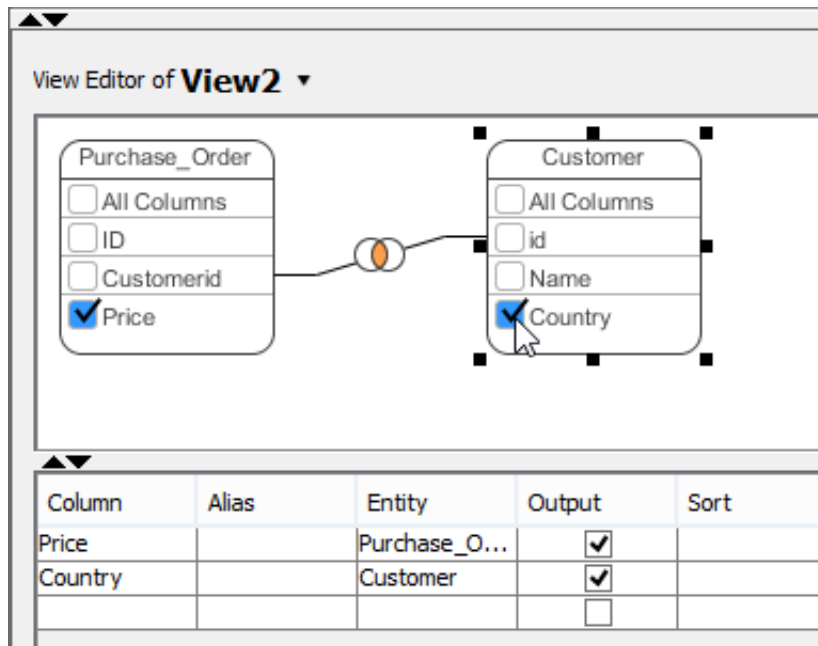 View Editor of View2
Purchase_Order
All Columns
ID
Customerid
Price
Customer
All Columns
id
Name
Country
Column Alias Entity Output Sort
Price Purchase_O...
Country Customer